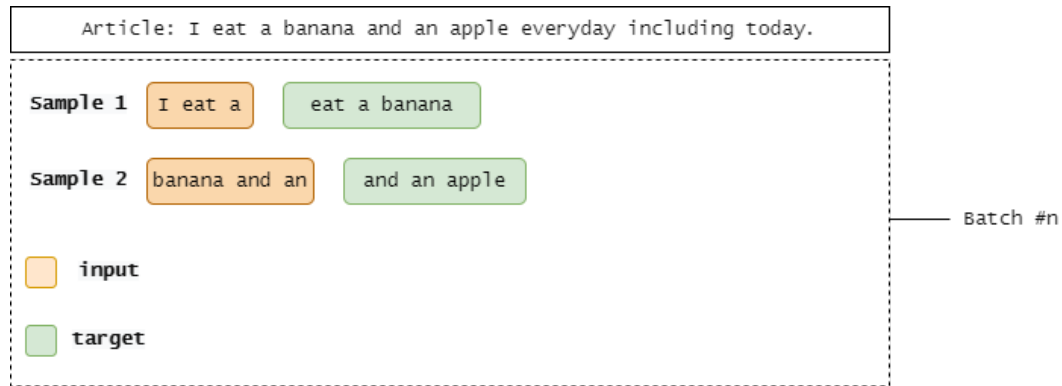 Article: I eat a banana and an apple everyday including today.
Sample 1 I eat a eat a banana
Sample 2 banana and an and an apple
Batch #n
input
target